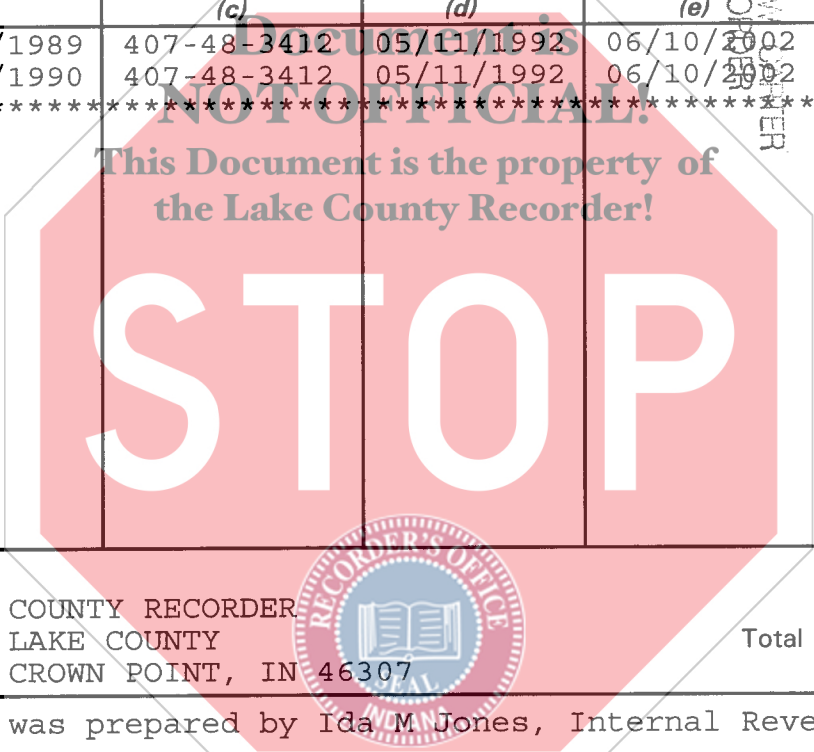 (c) (d) (e)
/1989 407-48-3412 05/11/1992 06/10/2002
/1990 407-48-3412 05/11/1992 06/10/2002
Document is
NOT OFFICIAL!
This Document is the property of
the Lake County Recorder!
STOP
RECORDER'S OFFICE
SEAL
INDIANA
COUNTY RECORDER
LAKE COUNTY Total
CROWN POINT, IN 46307
was prepared by Ida M Jones, Internal Reve